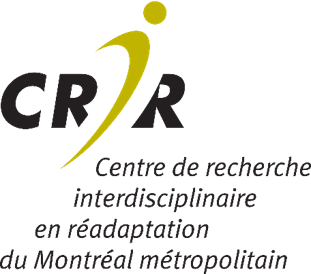 CRiR
Centre de recherche
interdisciplinaire
en réadaptation
du Montréal métropolitain